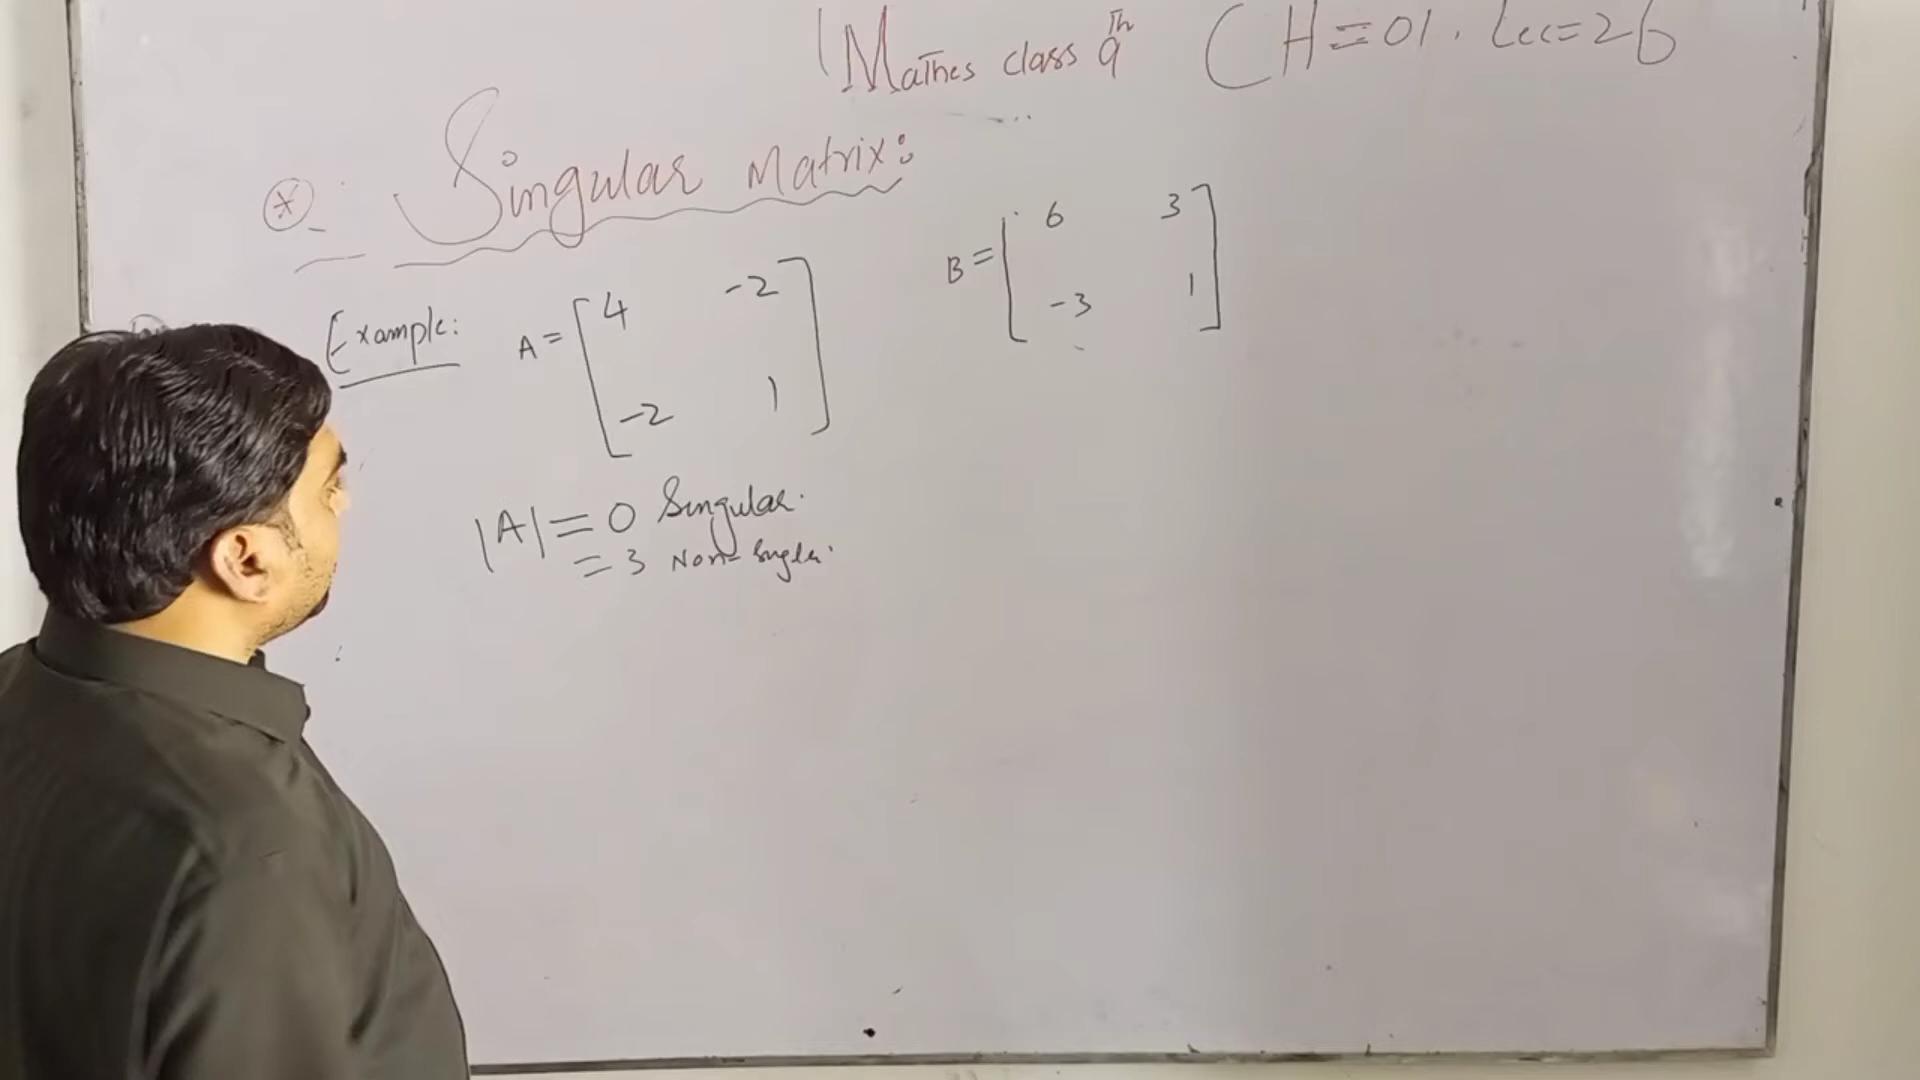 Mathes class 9th CH=01. Lec=26
Singular Matrix:
Example: A= [4 -2
-2 1]
B= [6 3
-3 1]
|A| = 0 Singular.
= 3 Non-